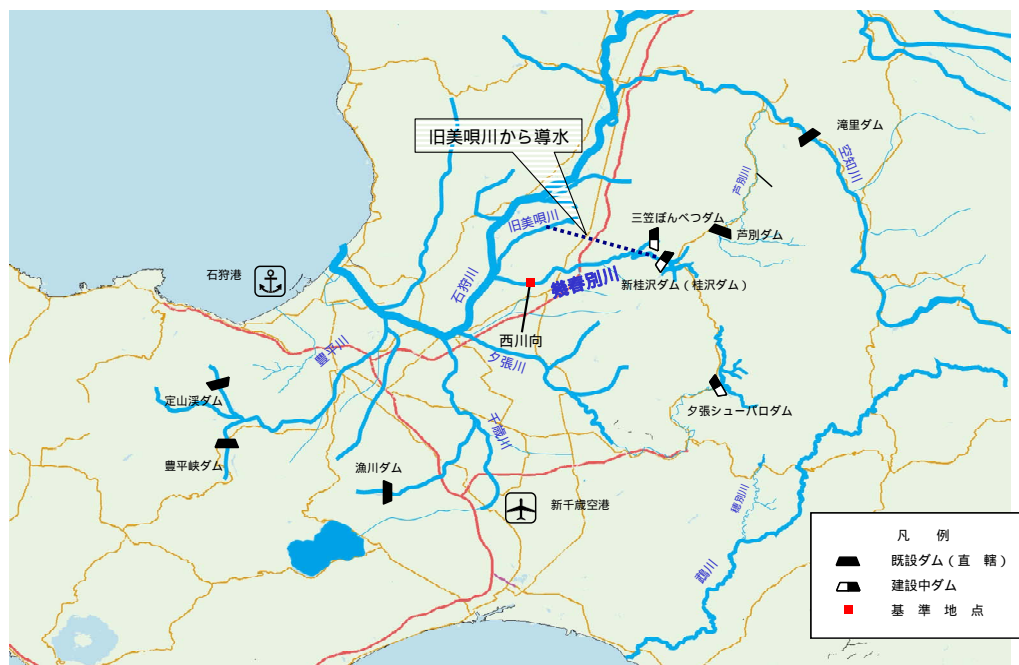 旧美唄川から導水
滝里ダム
空知川
芦別川
三笠ぽんべつダム
芦別ダム
旧美唄川
石狩港
石狩川
幾春別川
新桂沢ダム(桂沢ダム)
西川向
豊平川
夕張川
定山渓ダム
夕張シューパロダム
千歳川
豊平峡ダム
漁川ダム
新千歳空港
穂別川
鵡川
凡 例
既設ダム(直 轄)
建設中ダム
基 準 地 点